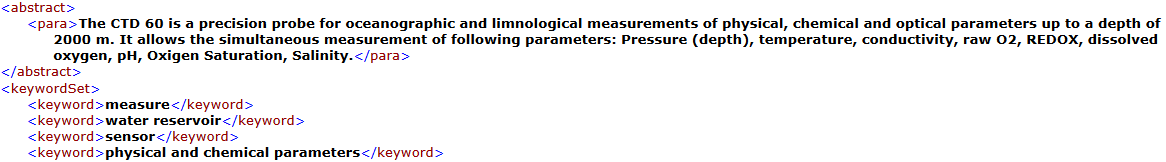 <abstract>
<para>The CTD 60 is a precision probe for oceanographic and limnological measurements of physical, chemical and optical parameters up to a depth of
2000 m. It allows the simultaneous measurement of following parameters: Pressure (depth), temperature, conductivity, raw O2, REDOX, dissolved
oxygen, pH, Oxigen Saturation, Salinity.</para>
</abstract>
<keywordSet>
<keyword>measure</keyword>
<keyword>water reservoir</keyword>
<keyword>sensor</keyword>
<keyword>physical and chemical parameters</keyword>